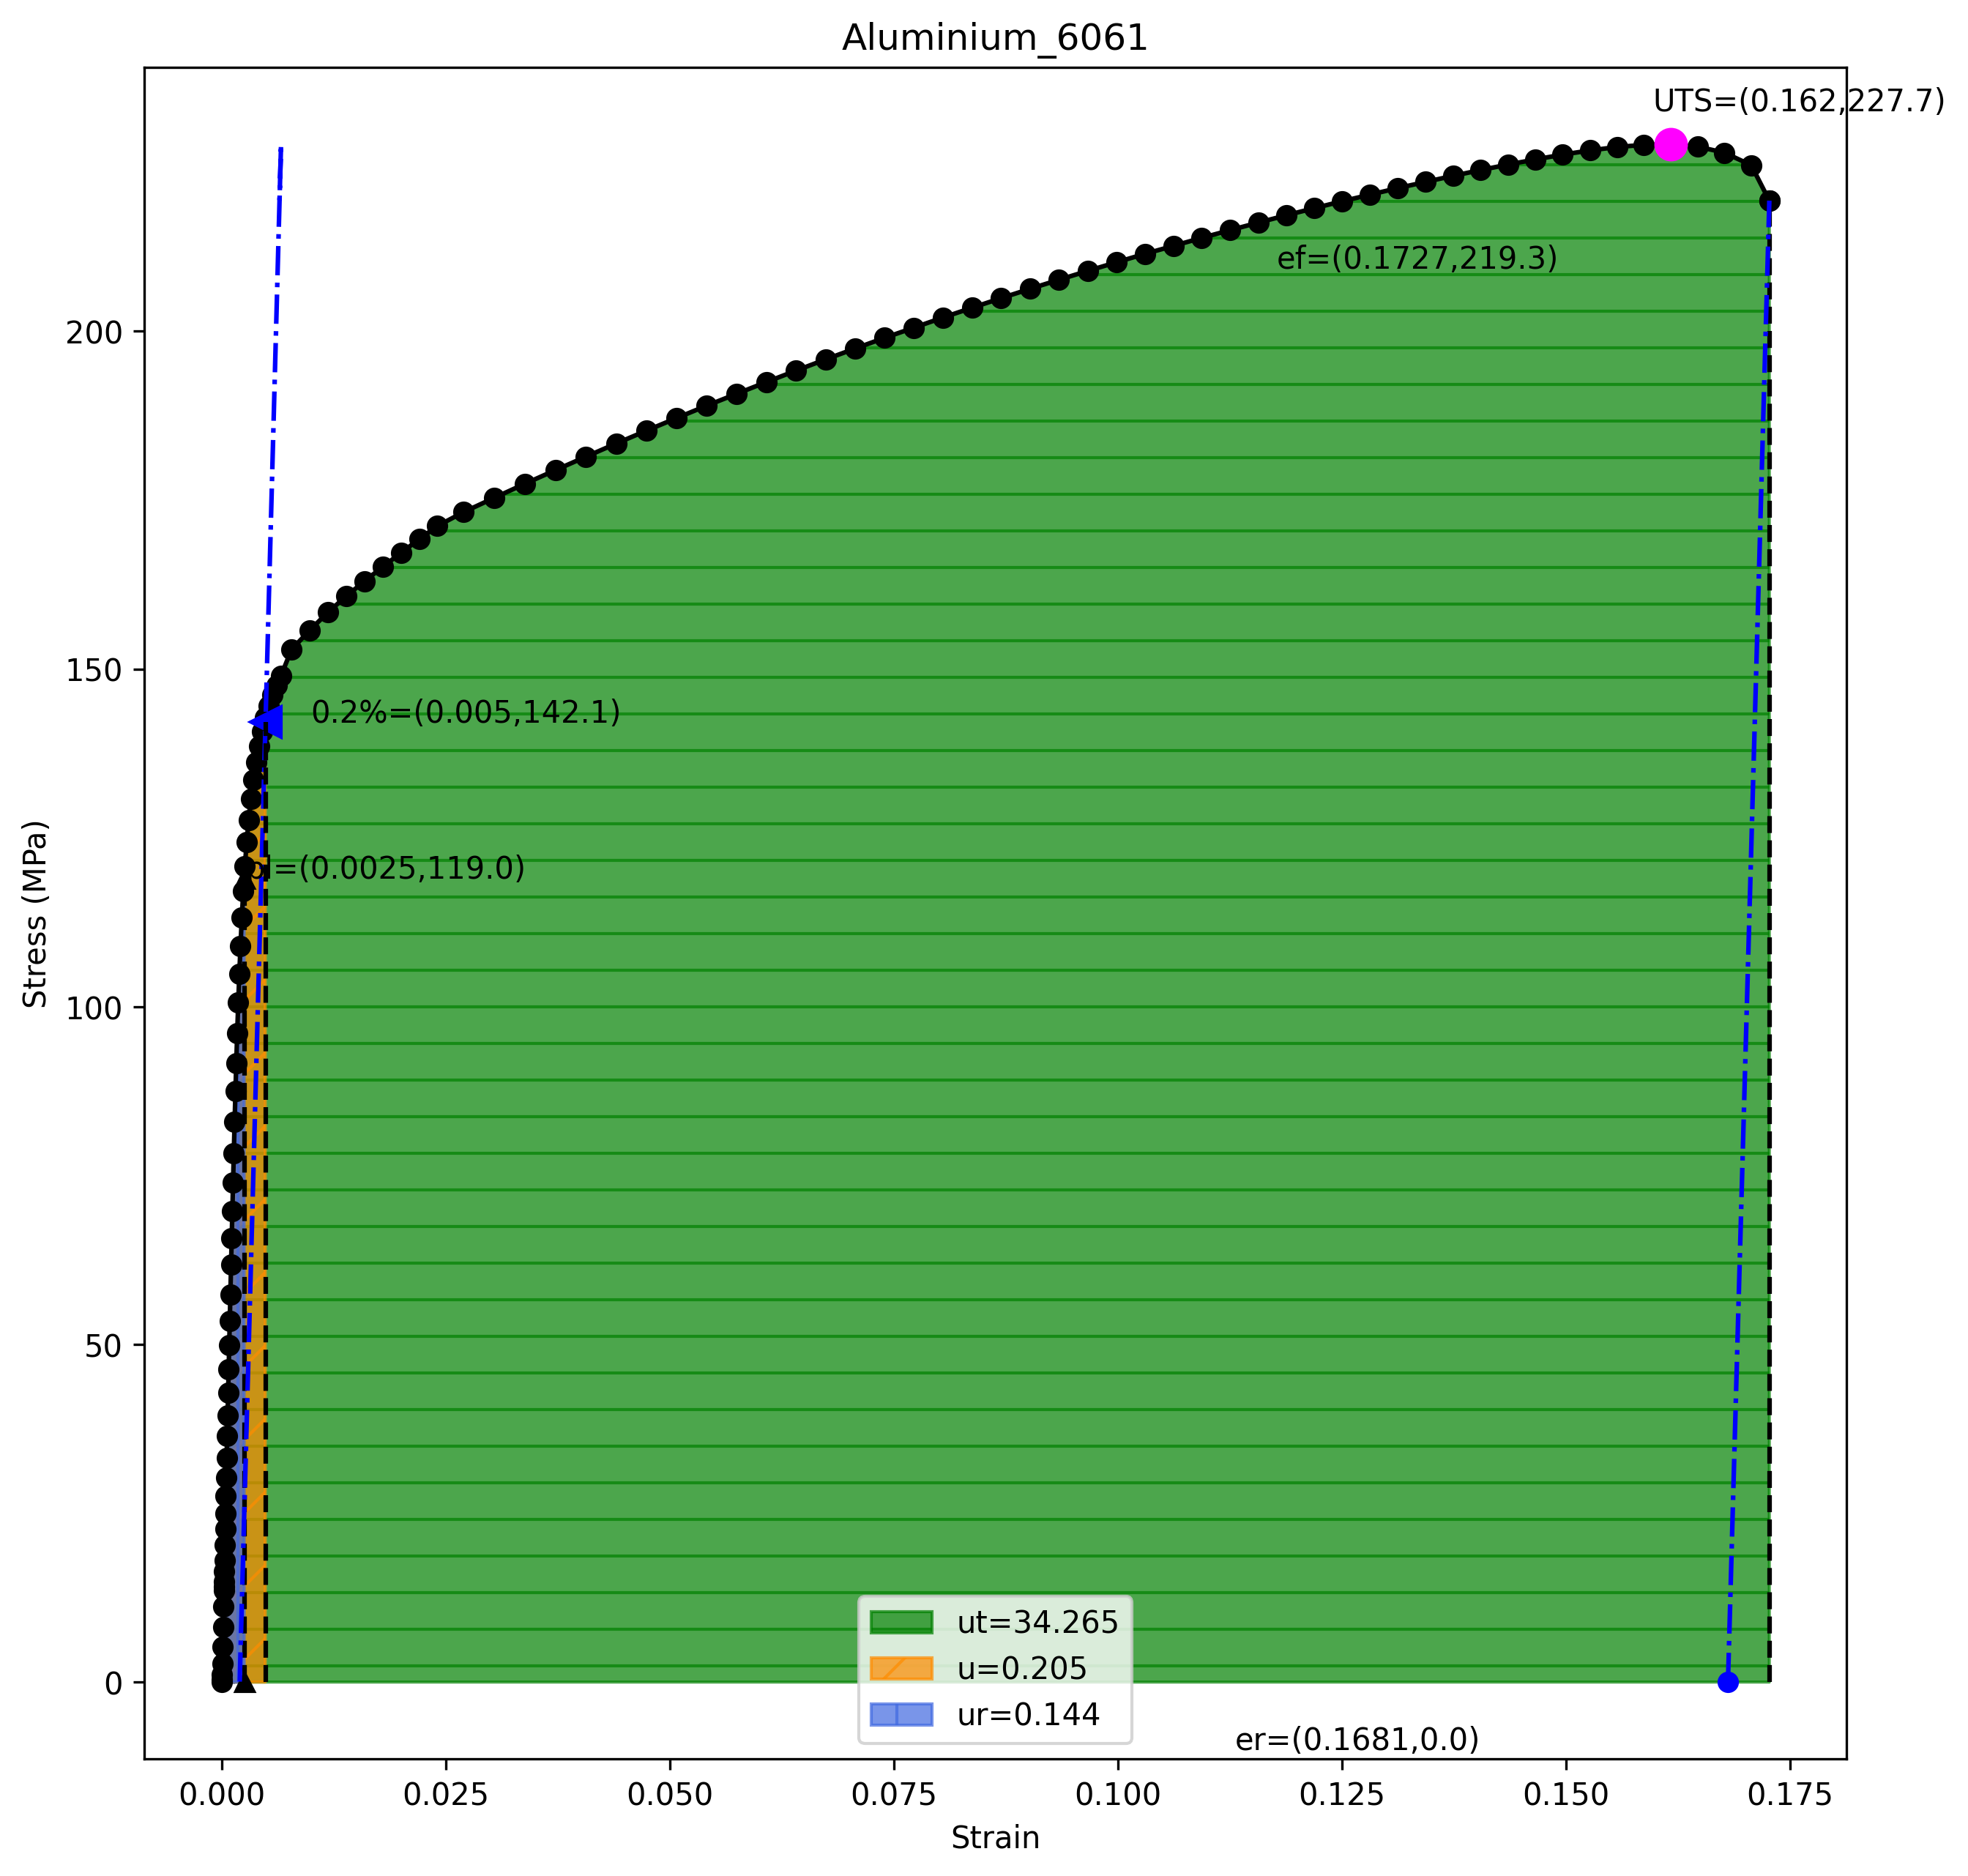 Aluminium_6061
UTS=(0.162,227.7)
ef=(0.1727,219.3)
200
150
0.2%=(0.005,142.1)
pl=(0.0025,119.0)
Stress (MPa)
100
50
0
ut=34.265
u=0.205
ur=0.144
er=(0.1681,0.0)
0.000 0.025 0.050 0.075 0.100 0.125 0.150 0.175
Strain